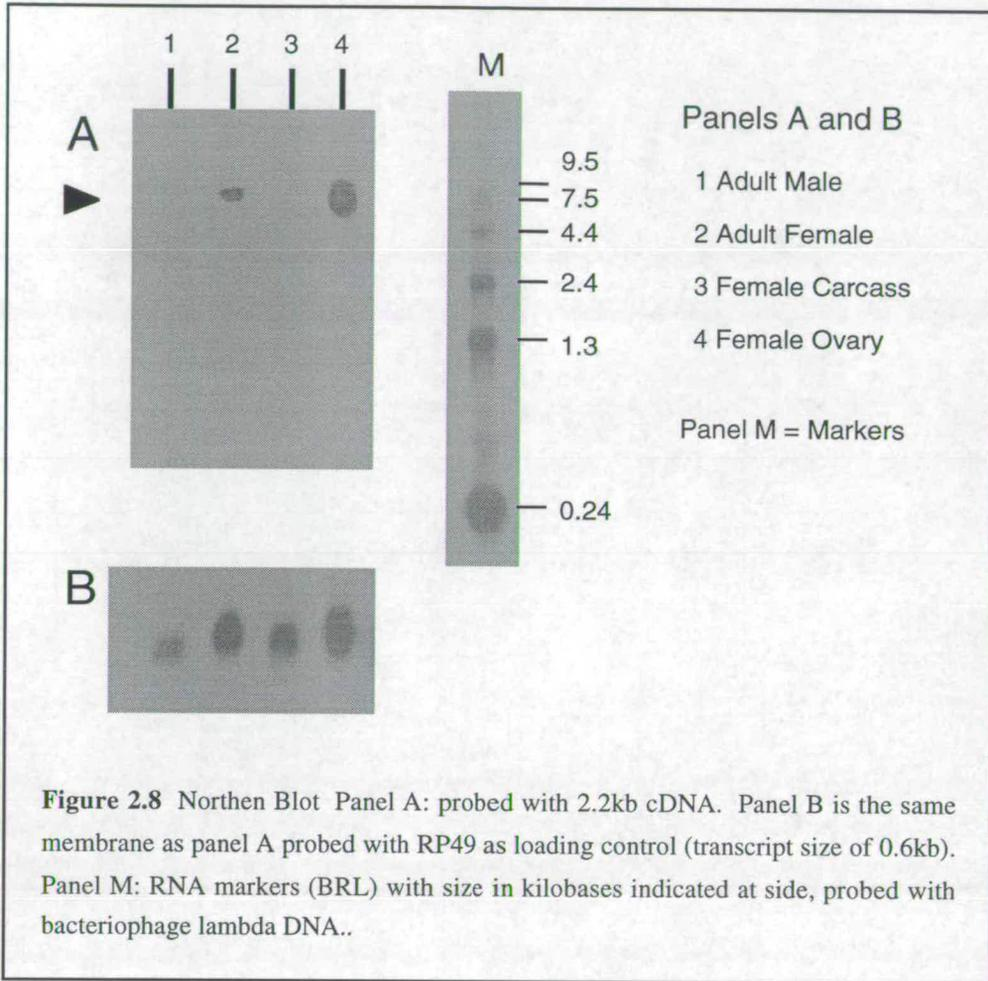 1 2 3 4
M
A
Panels A and B
9.5
7.5
4.4
2.4
1.3
0.24
1 Adult Male
2 Adult Female
3 Female Carcass
4 Female Ovary
Panel M = Markers
B
Figure 2.8 Northen Blot Panel A: probed with 2.2kb cDNA. Panel B is the same
membrane as panel A probed with RP49 as loading control (transcript size of 0.6kb).
Panel M: RNA markers (BRL) with size in kilobases indicated at side, probed with
bacteriophage lambda DNA..